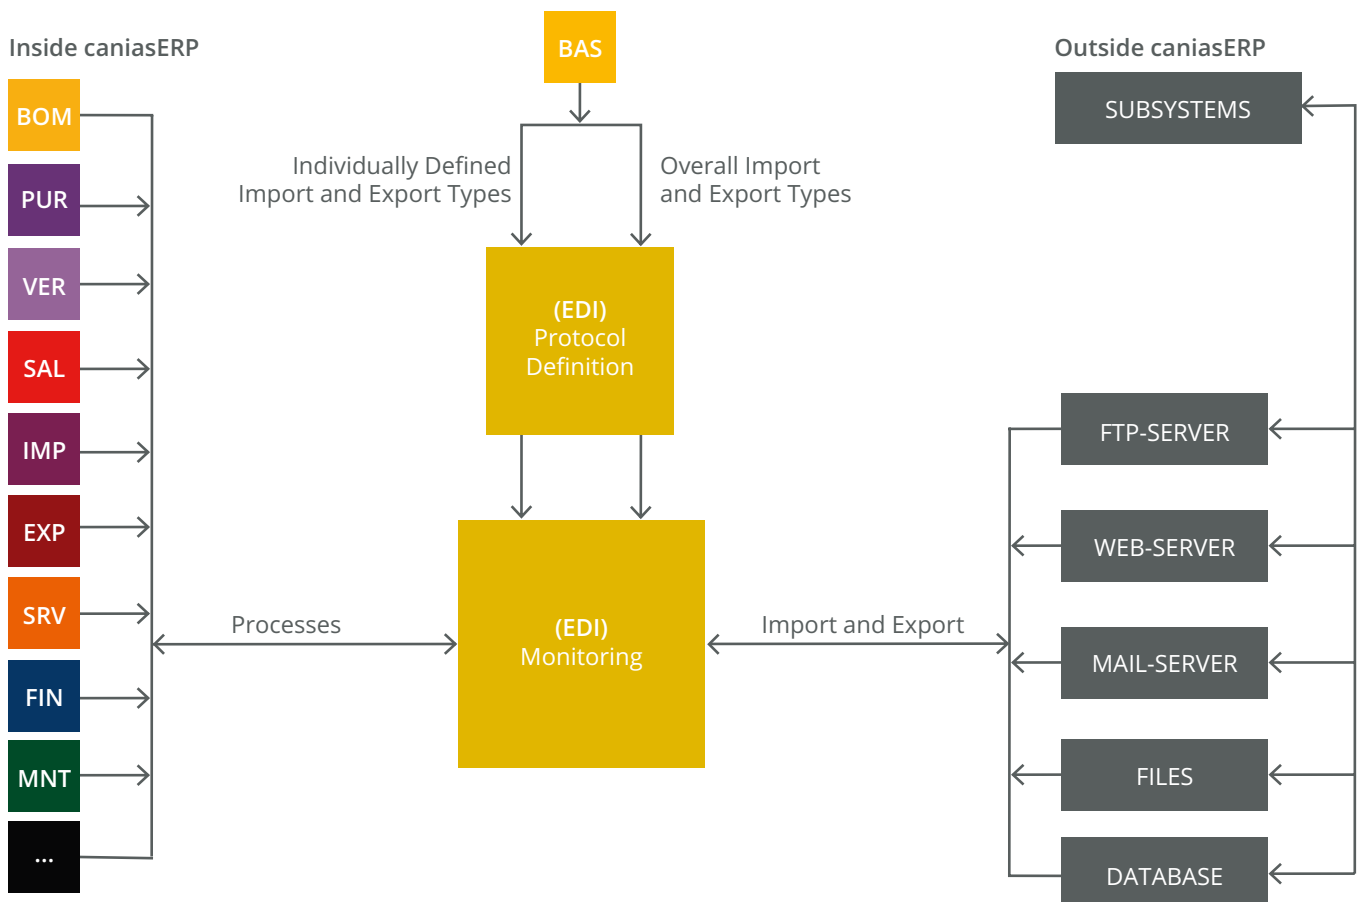 Inside caniasERP
BOM
PUR
VER
SAL
IMP
EXP
SRV
FIN
MNT
...
BAS
Individually Defined
Import and Export Types
Overall Import
and Export Types
(EDI)
Protocol
Definition
Processes
(EDI)
Monitoring
Import and Export
Outside caniasERP
SUBSYSTEMS
FTP-SERVER
WEB-SERVER
MAIL-SERVER
FILES
DATABASE